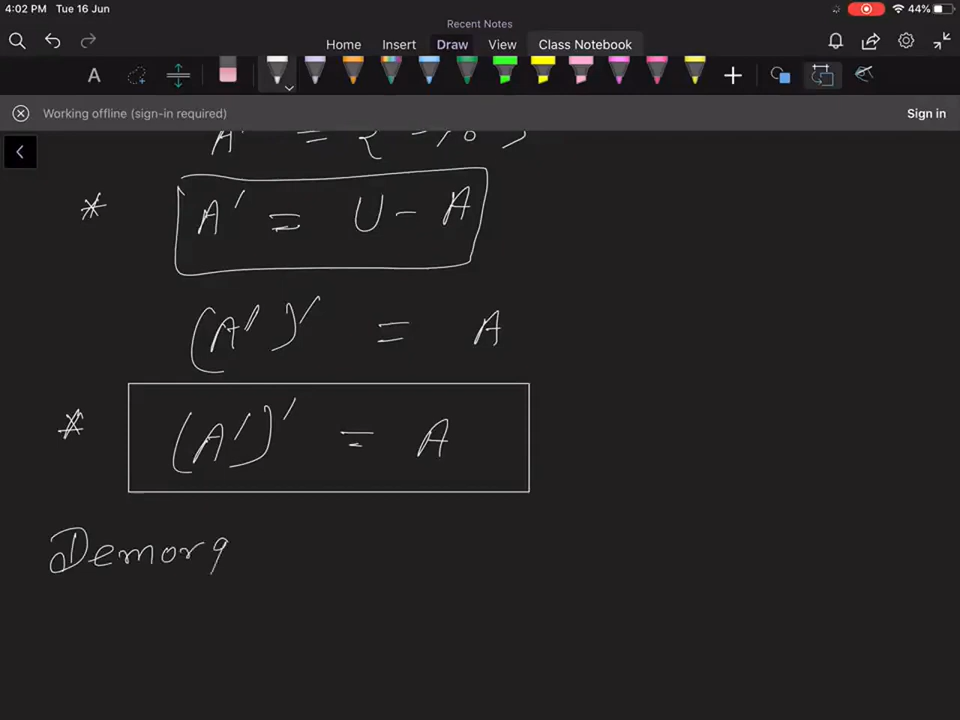 4:02 PM Tue 16 Jun
44%
Recent Notes
Home Insert Draw View Class Notebook
A
Working offline (sign-in required) Sign in
* A' = U - A
(A')' = A
* (A')' = A
Demorg